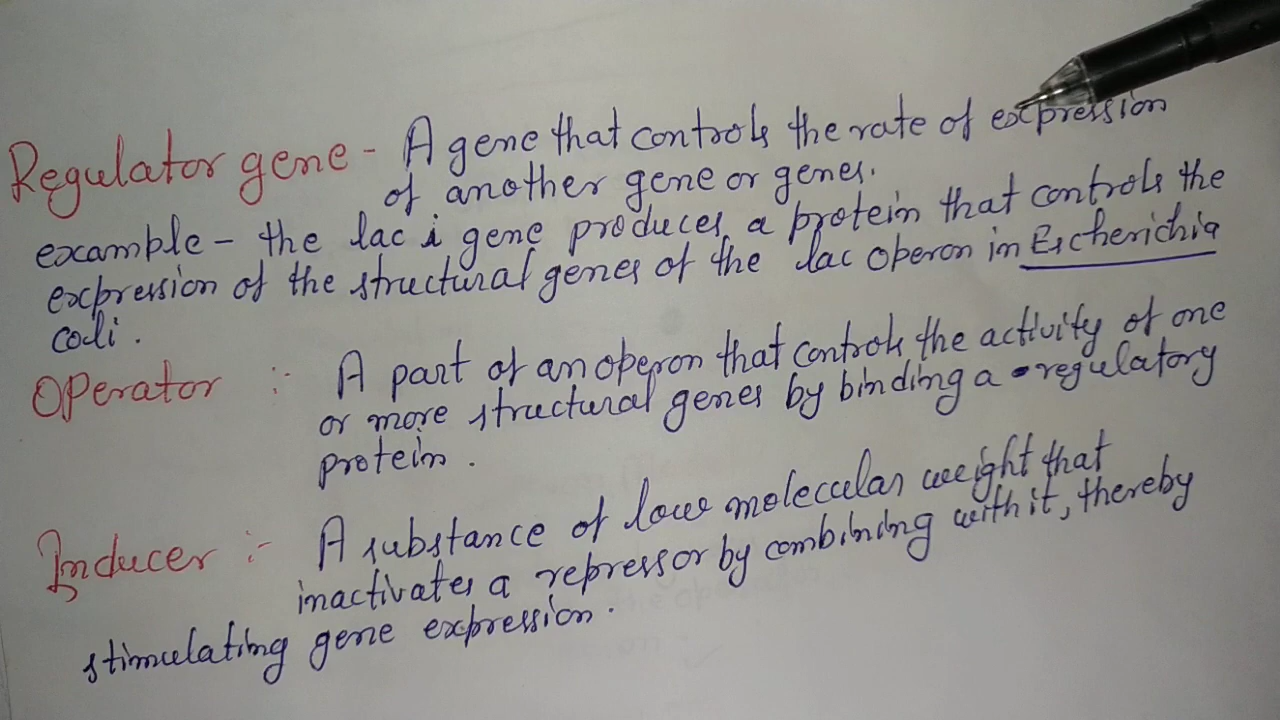 Regulator gene - A gene that controls the rate of expression
of another gene or genes.
example - the lac i gene produces a protein that controls the
expression of the structural genes of the lac operon in Escherichia
coli.
Operator :- A part of an operon that controls the activity of one
or more structural genes by binding a regulatory
protein.
Inducer :- A substance of low molecular weight that
inactivates a repressor by combining with it, thereby
stimulating gene expression.